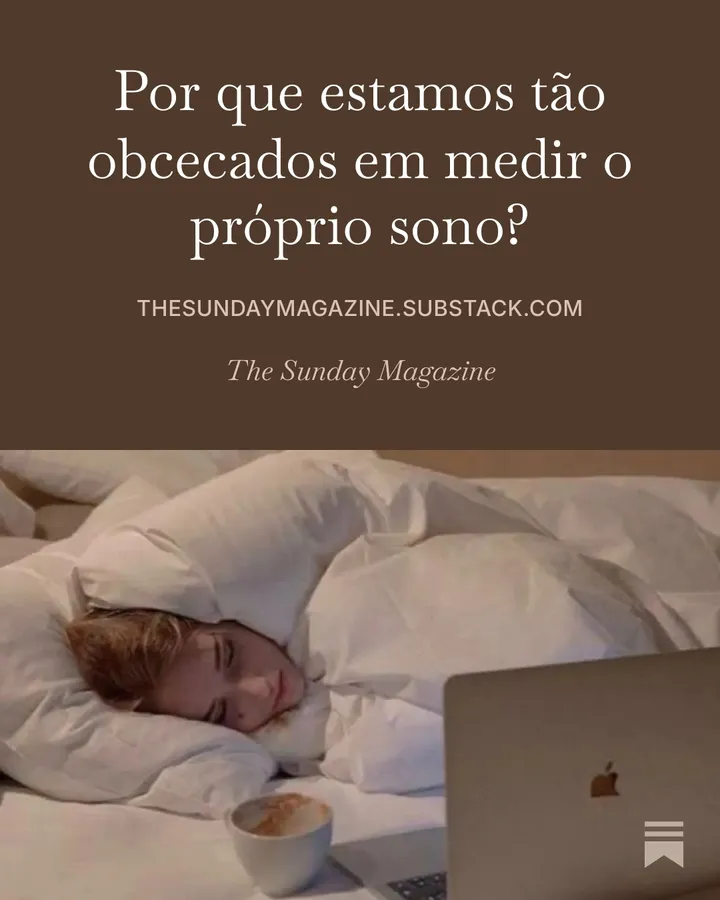 Por que estamos tão
obcecados em medir o
próprio sono?
THESUNDAYMAGAZINE.SUBSTACK.COM
The Sunday Magazine